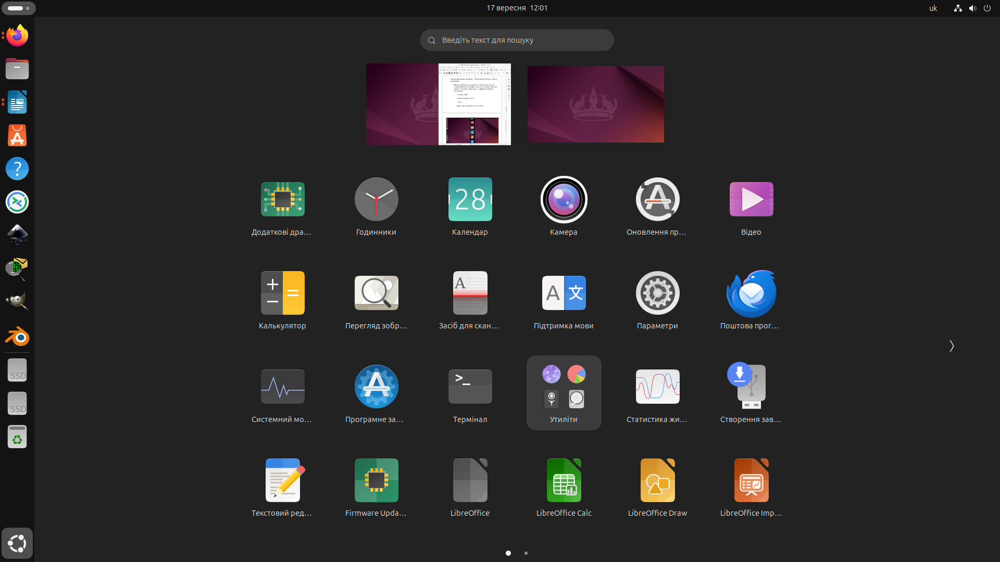 17 вересня 12:01
uk
Введіть текст для пошуку
28
Додаткові дра…
Годинники
Календар
Камера
Оновлення пр…
Відео
Калькулятор
Перегляд зобр…
Засіб для скан…
Підтримка мови
Параметри
Поштова прог…
Системний мо…
Програмне за…
Термінал
Утиліти
Статистика жи…
Створення зав…
Текстовий ред…
Firmware Upda…
LibreOffice
LibreOffice Calc
LibreOffice Draw
LibreOffice Imp…
SSD
SSD